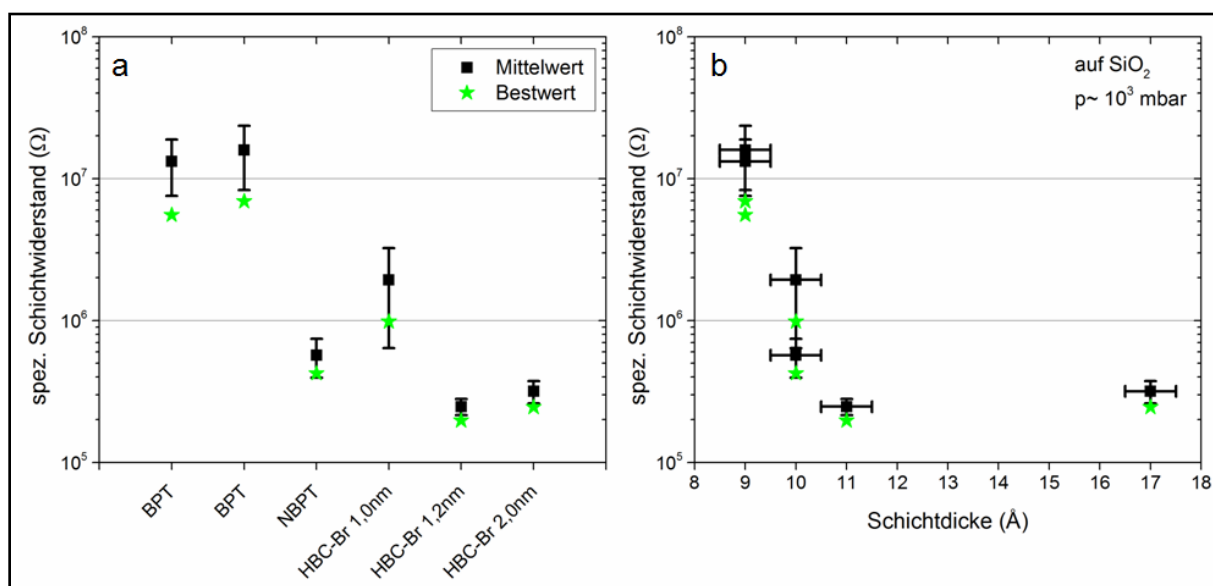 a
Mittelwert
Bestwert
spez. Schichtwiderstand (Ω)
10⁸
10⁷
10⁶
10⁵
BPT
BPT
NBPT
HBC-Br 1,0nm
HBC-Br 1,2nm
HBC-Br 2,0nm
b
auf SiO₂
p~ 10³ mbar
spez. Schichtwiderstand (Ω)
10⁸
10⁷
10⁶
10⁵
8 9 10 11 12 13 14 15 16 17 18
Schichtdicke (Å)